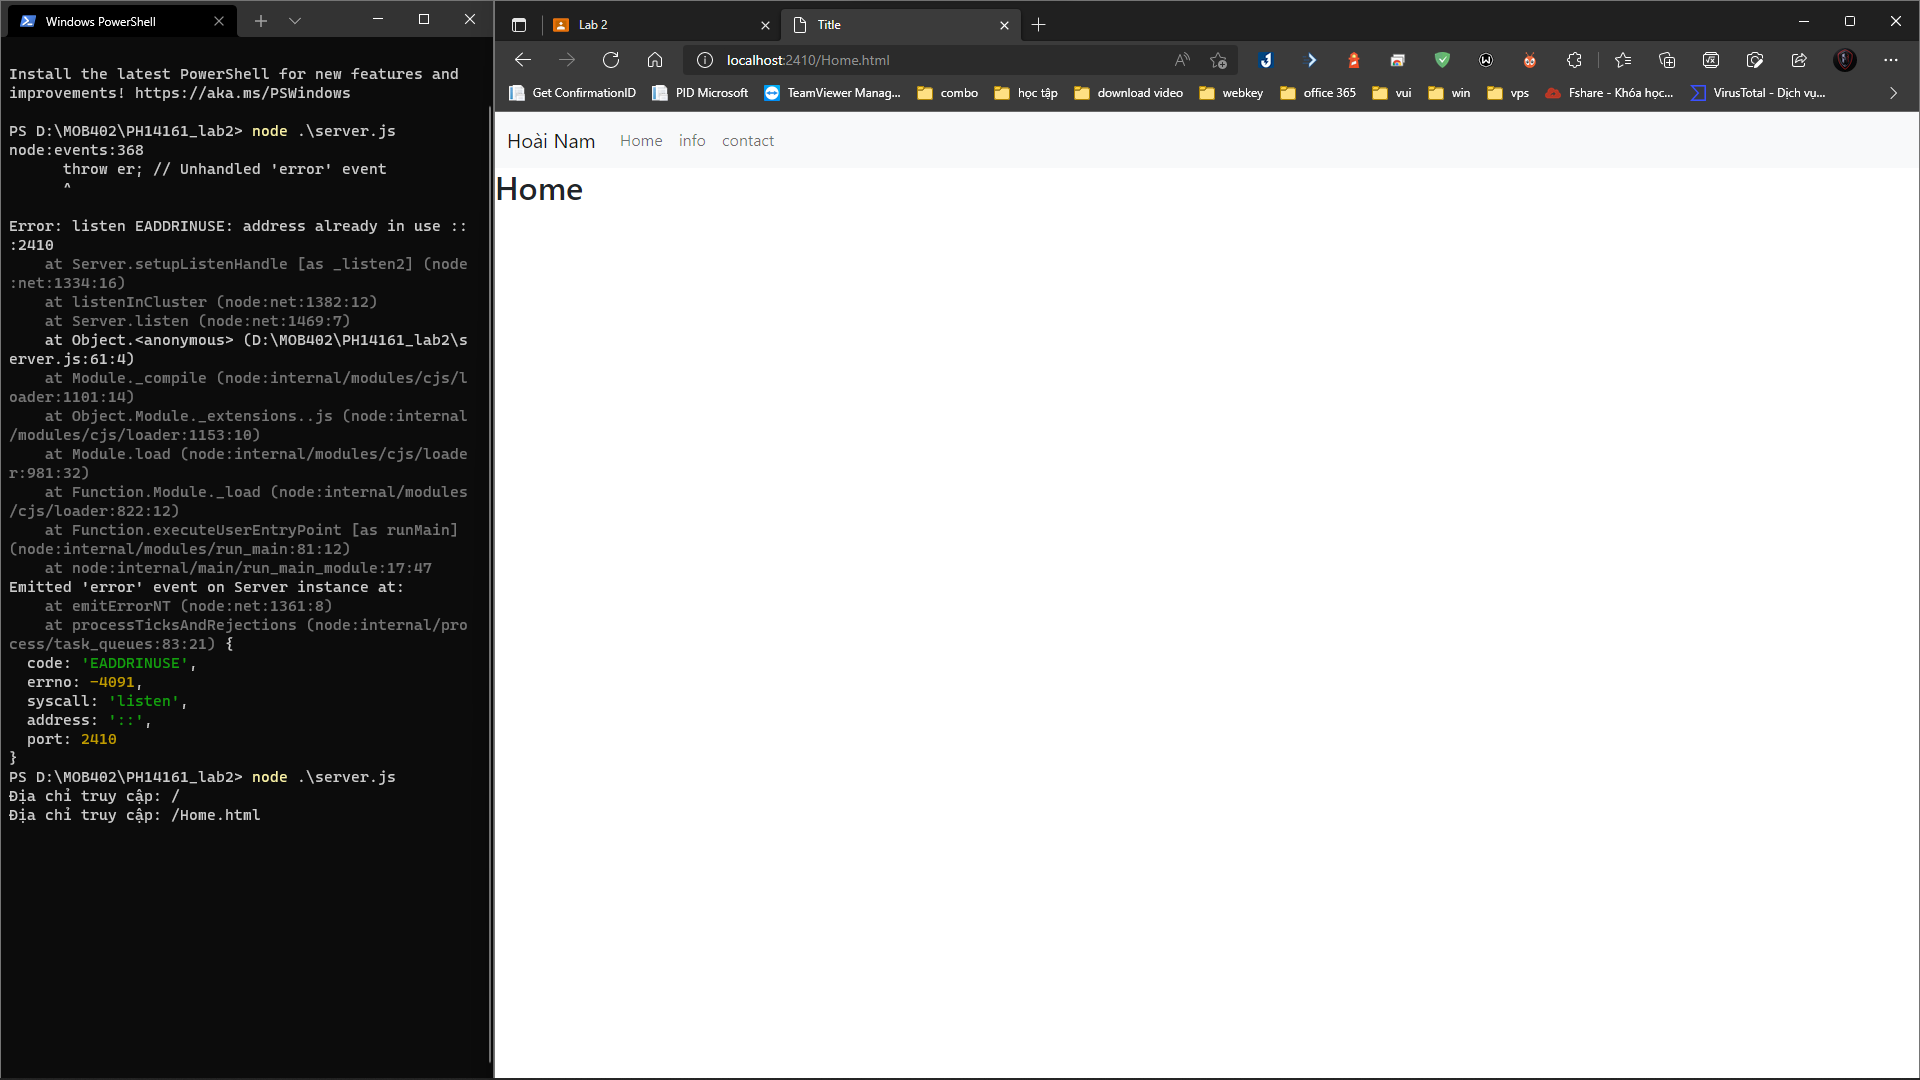 Windows PowerShell
Install the latest PowerShell for new features and
improvements! https://aka.ms/PSWindows
PS D:\MOB402\PH14161_lab2> node .\server.js
node:events:368
      throw er; // Unhandled 'error' event
      ^
Error: listen EADDRINUSE: address already in use ::
:2410
    at Server.setupListenHandle [as _listen2] (node
:net:1334:16)
    at listenInCluster (node:net:1382:12)
    at Server.listen (node:net:1469:7)
    at Object.<anonymous> (D:\MOB402\PH14161_lab2\s
erver.js:61:4)
    at Module._compile (node:internal/modules/cjs/l
oader:1101:14)
    at Object.Module._extensions..js (node:internal
/modules/cjs/loader:1153:10)
    at Module.load (node:internal/modules/cjs/loade
r:981:32)
    at Function.Module._load (node:internal/modules
/cjs/loader:822:12)
    at Function.executeUserEntryPoint [as runMain]
(node:internal/modules/run_main:81:12)
    at node:internal/main/run_main_module:17:47
Emitted 'error' event on Server instance at:
    at emitErrorNT (node:net:1361:8)
    at processTicksAndRejections (node:internal/pro
cess/task_queues:83:21) {
  code: 'EADDRINUSE',
  errno: -4091,
  syscall: 'listen',
  address: '::',
  port: 2410
}
PS D:\MOB402\PH14161_lab2> node .\server.js
Địa chỉ truy cập: /
Địa chỉ truy cập: /Home.html
Lab 2
Title
localhost:2410/Home.html
Get ConfirmationID PID Microsoft TeamViewer Manag... combo học tập download video webkey office 365 vui win vps Fshare - Khóa học... VirusTotal - Dịch vụ...
Hoài Nam Home info contact
Home